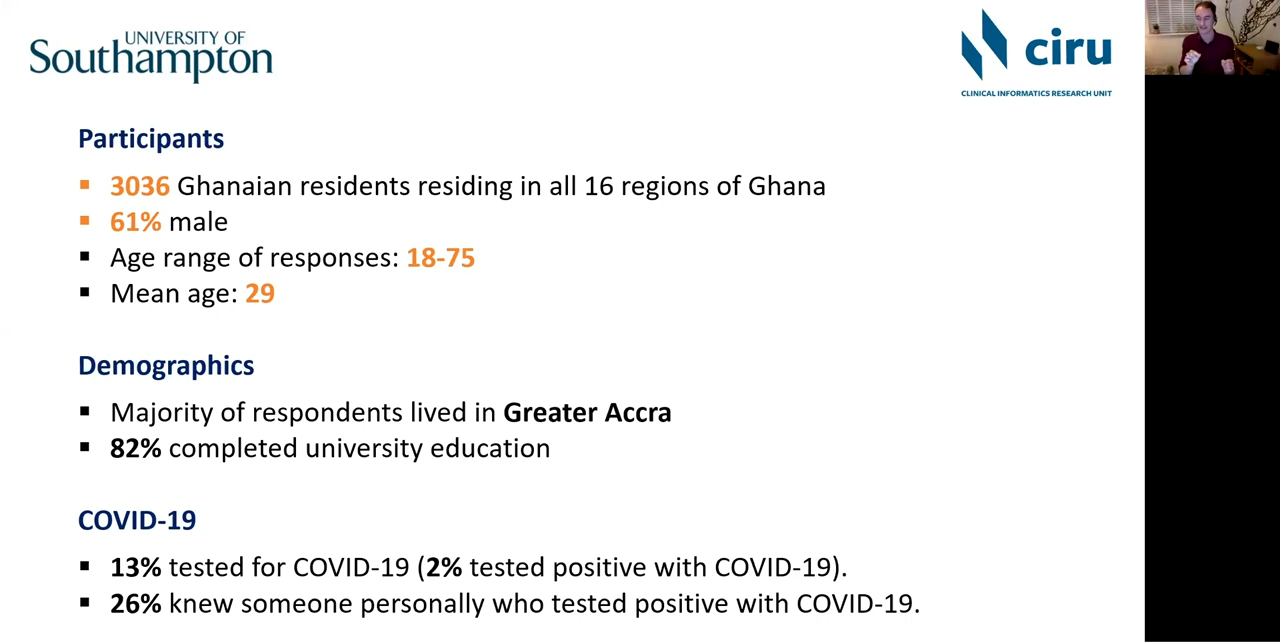 UNIVERSITY OF
Southampton
ciru
CLINICAL INFORMATICS RESEARCH UNIT
Participants
▪ 3036 Ghanaian residents residing in all 16 regions of Ghana
▪ 61% male
▪ Age range of responses: 18-75
▪ Mean age: 29
Demographics
▪ Majority of respondents lived in Greater Accra
▪ 82% completed university education
COVID-19
▪ 13% tested for COVID-19 (2% tested positive with COVID-19).
▪ 26% knew someone personally who tested positive with COVID-19.